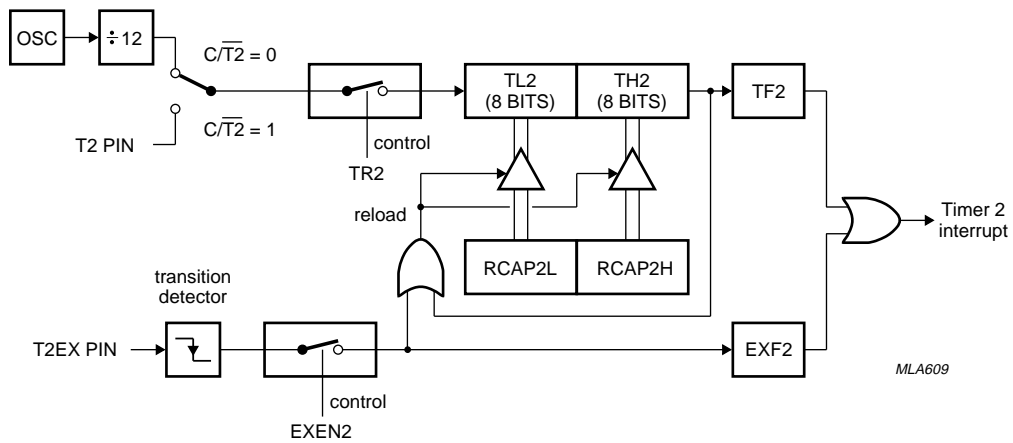 OSC
÷ 12
C/T2̅ = 0
C/T2̅ = 1
T2 PIN
control
TR2
TL2
(8 BITS)
TH2
(8 BITS)
TF2
reload
RCAP2L
RCAP2H
Timer 2
interrupt
transition
detector
T2EX PIN
control
EXEN2
EXF2
MLA609